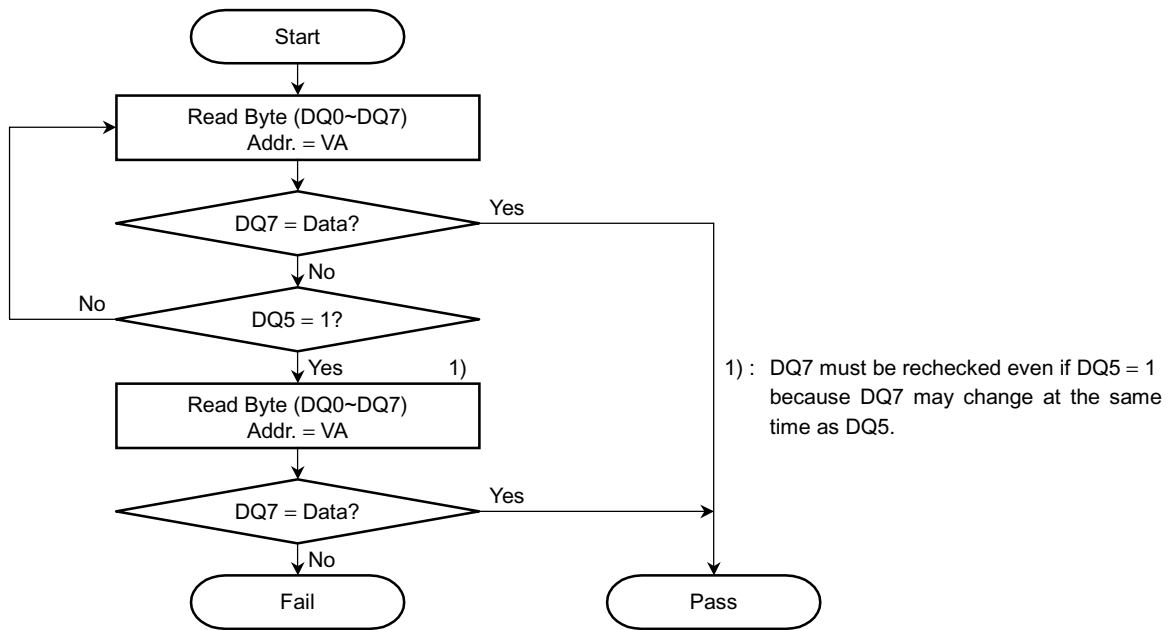 Start
Read Byte (DQ0~DQ7)
Addr. = VA
DQ7 = Data?
Yes
No
No
DQ5 = 1?
Yes
1)
Read Byte (DQ0~DQ7)
Addr. = VA
1) : DQ7 must be rechecked even if DQ5 = 1
because DQ7 may change at the same
time as DQ5.
DQ7 = Data?
Yes
No
Fail
Pass